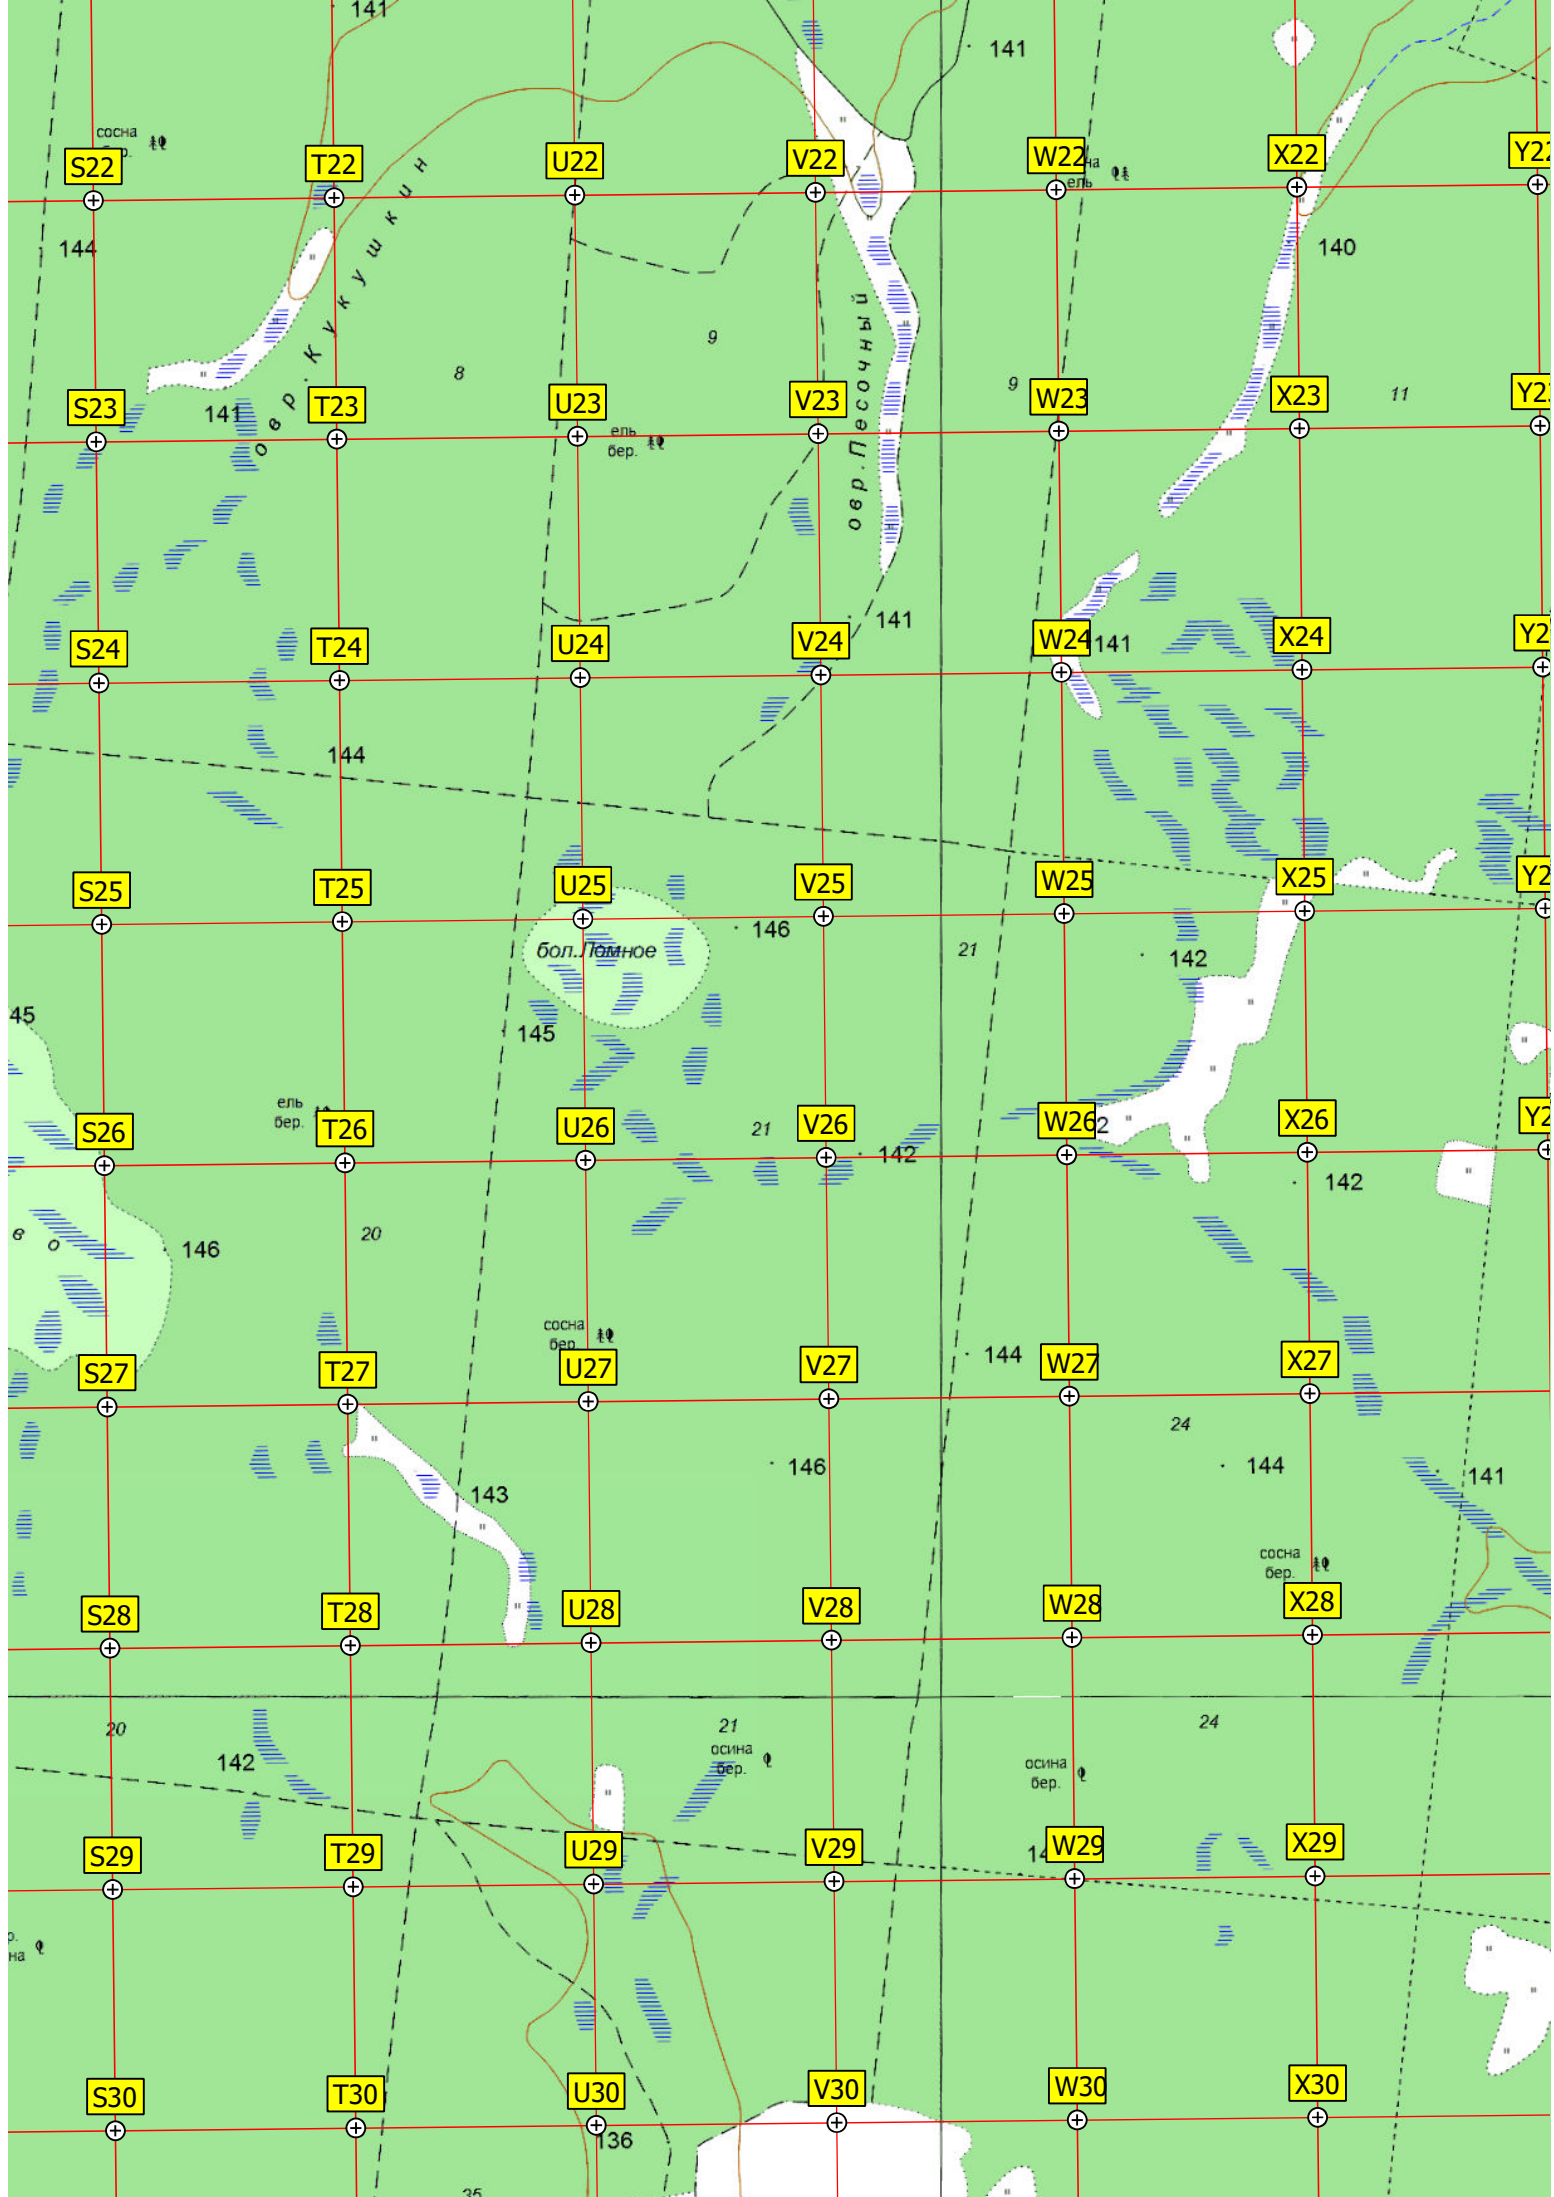 141
141
сосна
S22
T22
U22
V22
W22
ель
X22
Y22
144
140
овр. Кукушкин
9
8
овр. Песочный
9
11
141
S23
T23
U23
V23
W23
X23
ель
бер.
141
141
S24
T24
U24
V24
W24
X24
144
S25
T25
U25
V25
W25
X25
146
бол. Ломное
21
142
45
145
ель
бер.
S26
T26
U26
21
V26
W26
X26
142
142
20
146
во
сосна
бер.
S27
T27
U27
V27
144
W27
X27
24
146
144
141
143
сосна
бер.
S28
T28
U28
V28
W28
X28
20
21
24
142
осина
бер.
осина
бер.
S29
T29
U29
V29
W29
X29
на
S30
T30
U30
V30
W30
X30
136